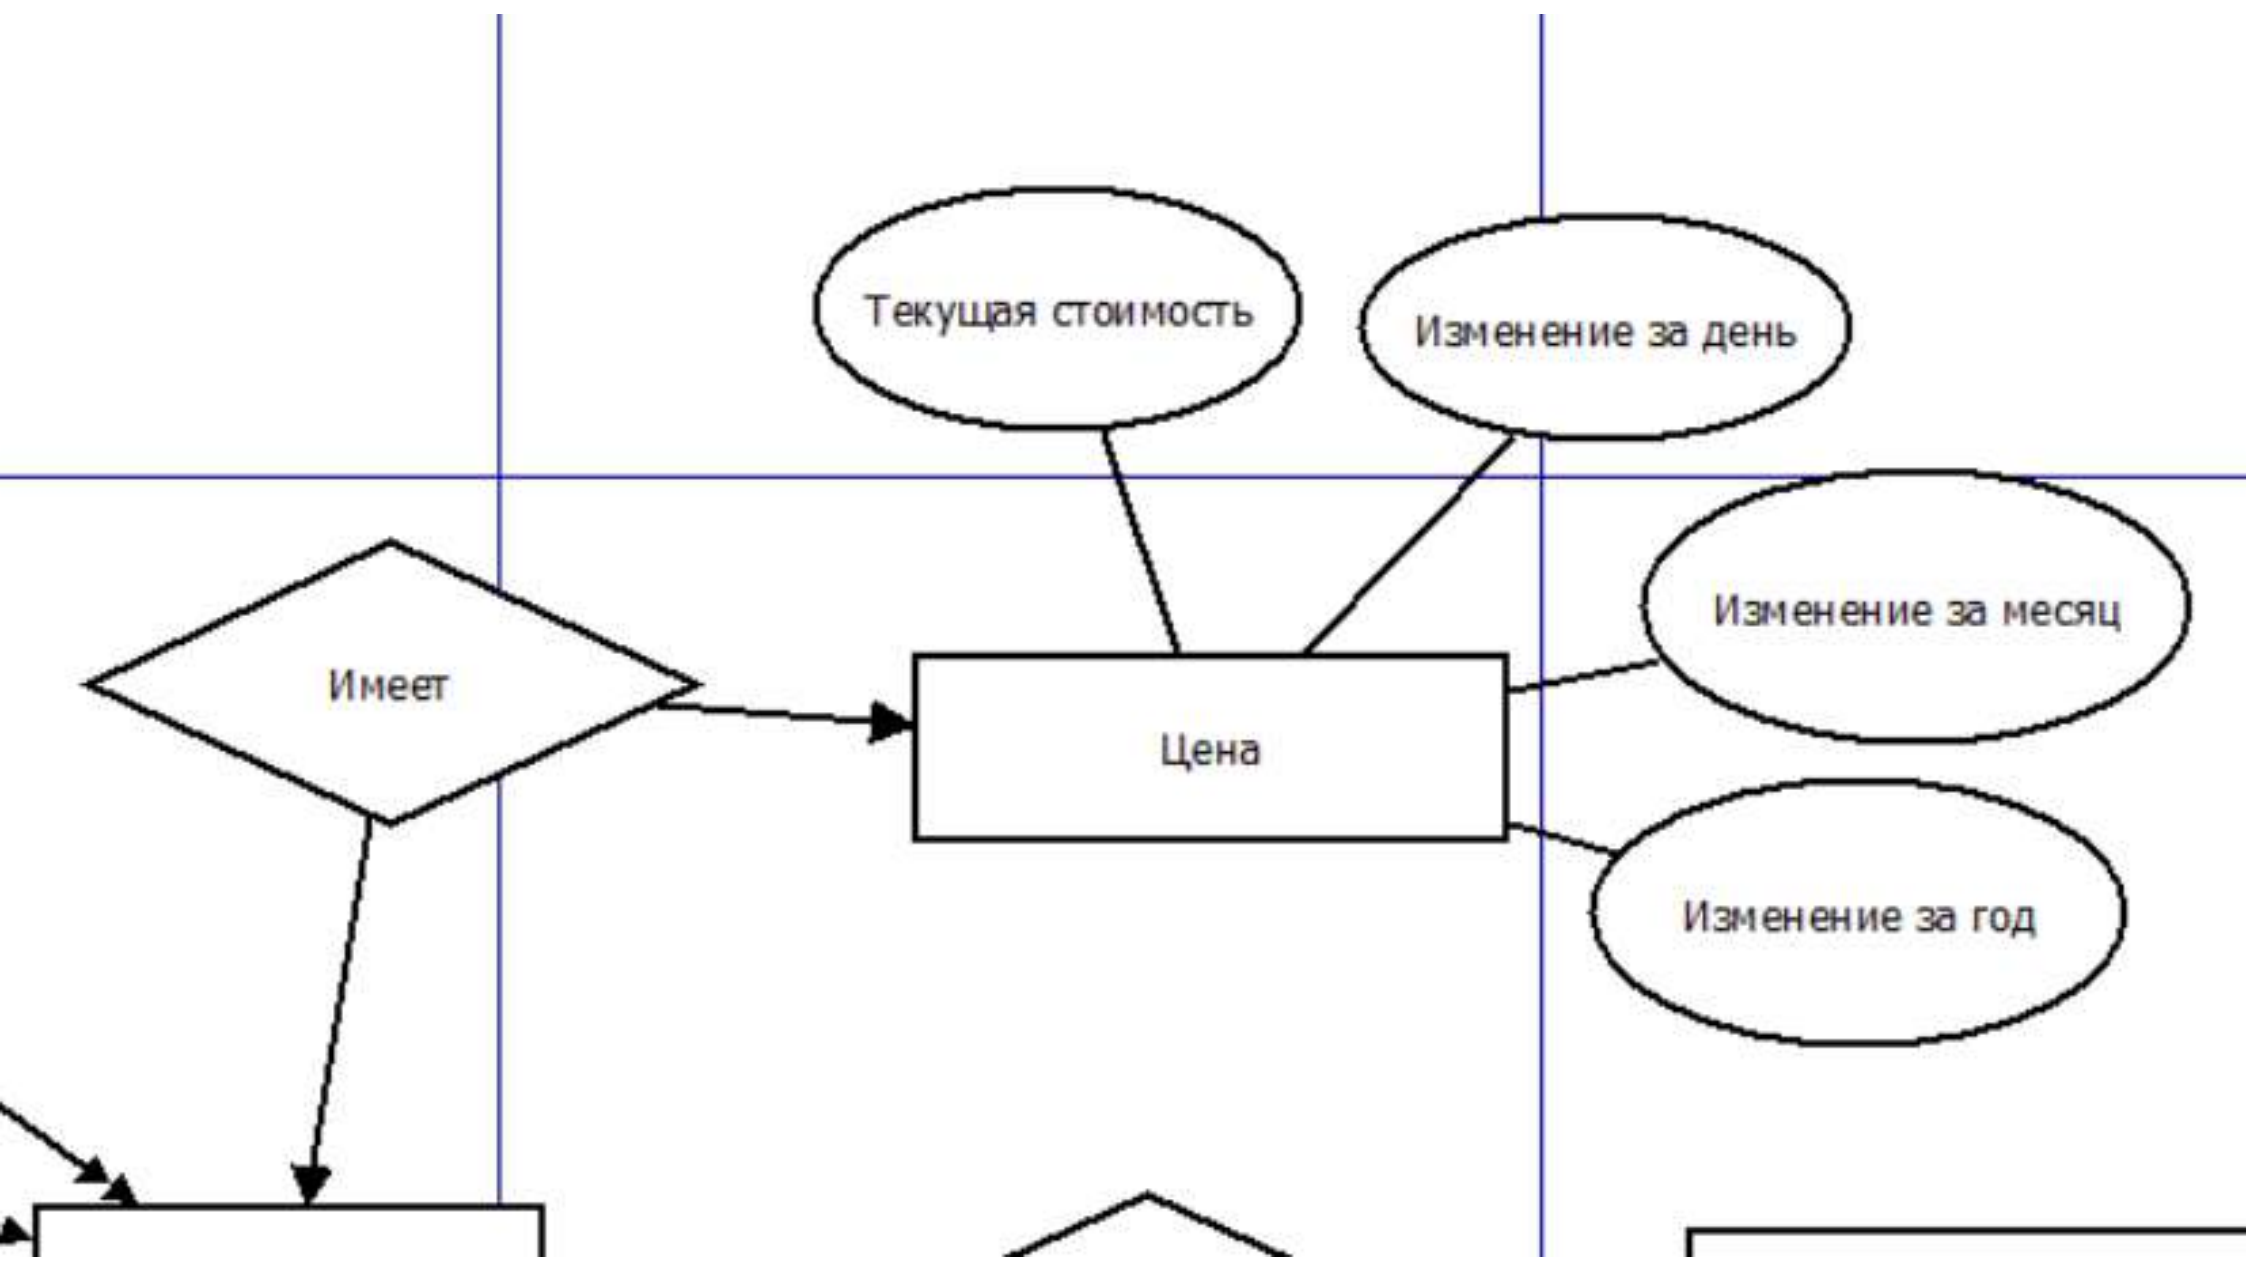 Текущая стоимость
Изменение за день
Изменение за месяц
Имеет
Цена
Изменение за год